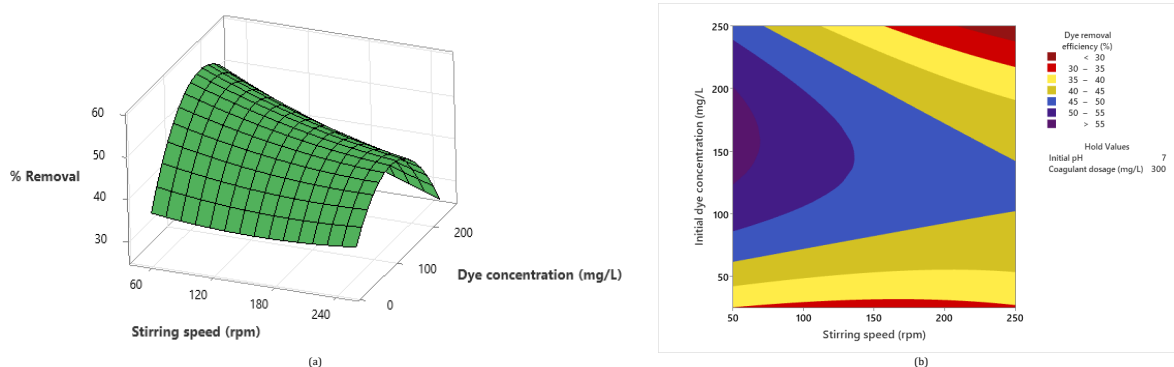 60
50
% Removal
40
30
60
120
180
240
0
100
200
Dye concentration (mg/L)
Stirring speed (rpm)
(a)
250
200
150
100
50
Initial dye concentration (mg/L
50
100
150
200
250
Stirring speed (rpm)
Dye removal
efficiency (%)
< 30
30 – 35
35 – 40
40 – 45
45 – 50
50 – 55
> 55
Hold Values
Initial pH 7
Coagulant dosage (mg/L) 300
(b)